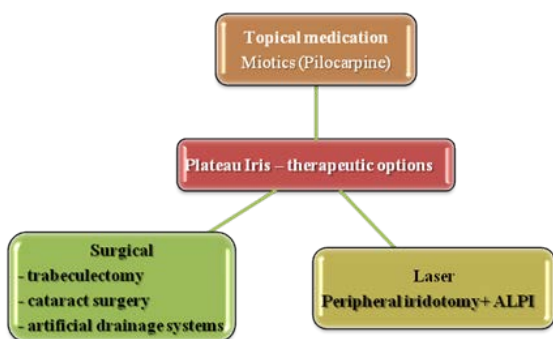 Topical medication
Miotics (Pilocarpine)
Plateau Iris – therapeutic options
Surgical
- trabeculectomy
- cataract surgery
- artificial drainage systems
Laser
Peripheral iridotomy+ ALPI